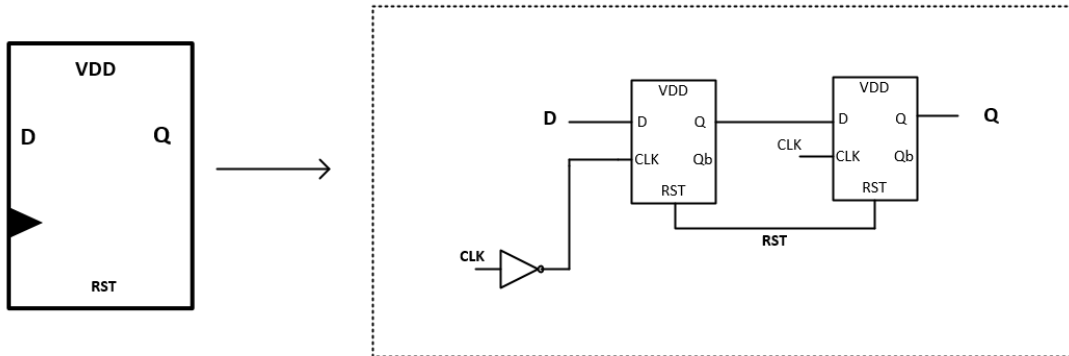 VDD
D Q
RST
D
VDD
D Q
CLK Qb
RST
CLK
VDD
D Q
CLK Qb
RST
Q
RST
CLK